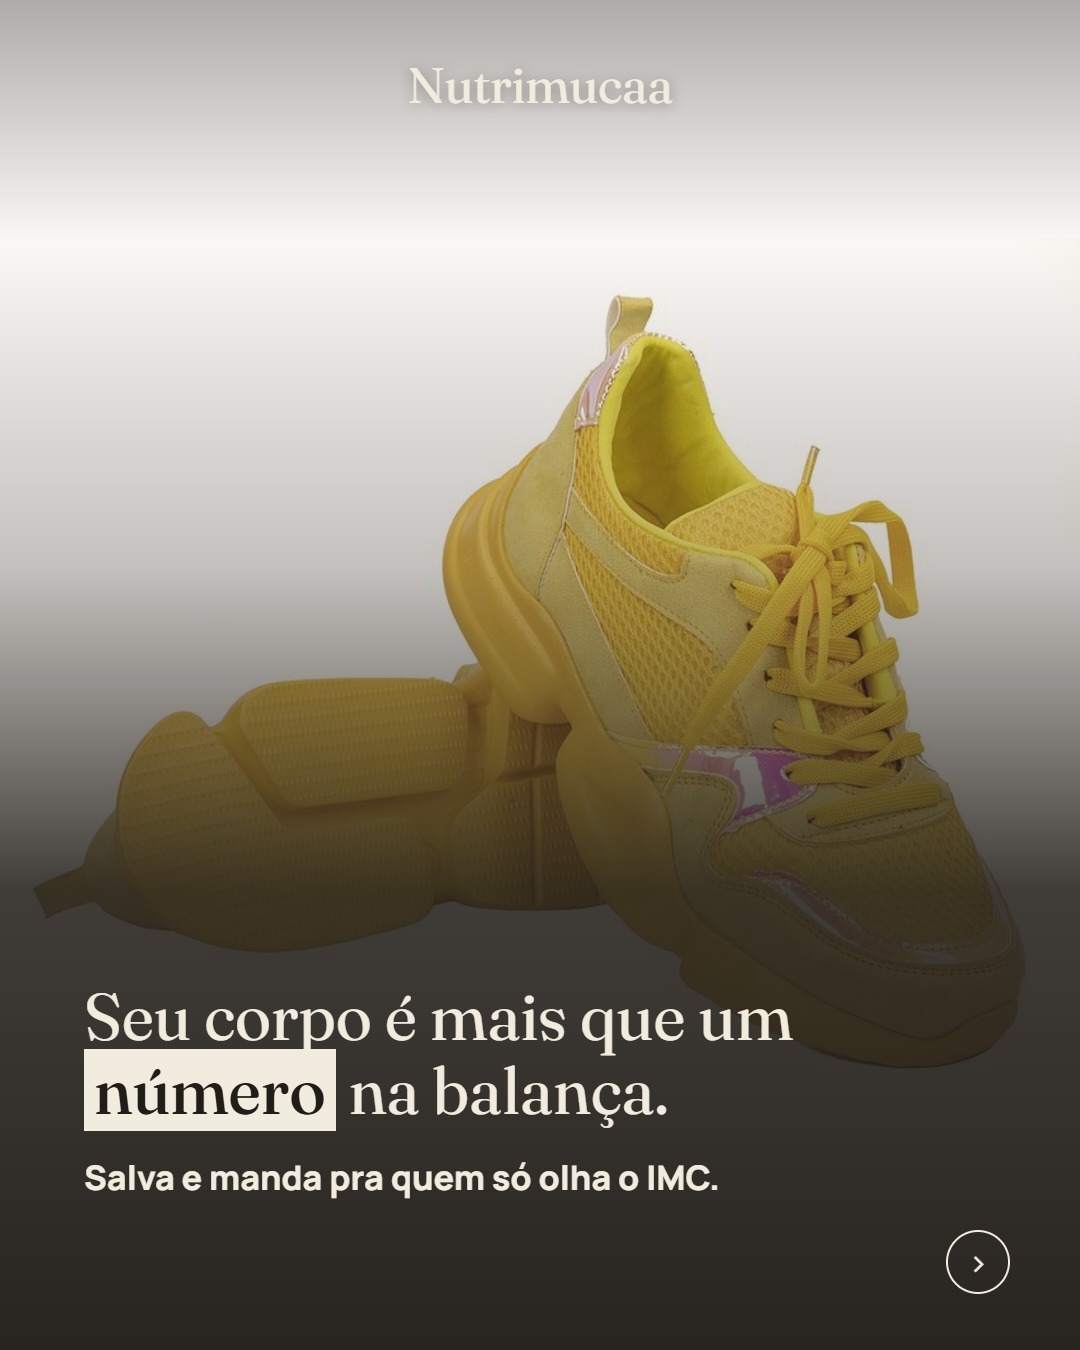 Nutrimucaa
Seu corpo é mais que um
número na balança.
Salva e manda pra quem só olha o IMC.